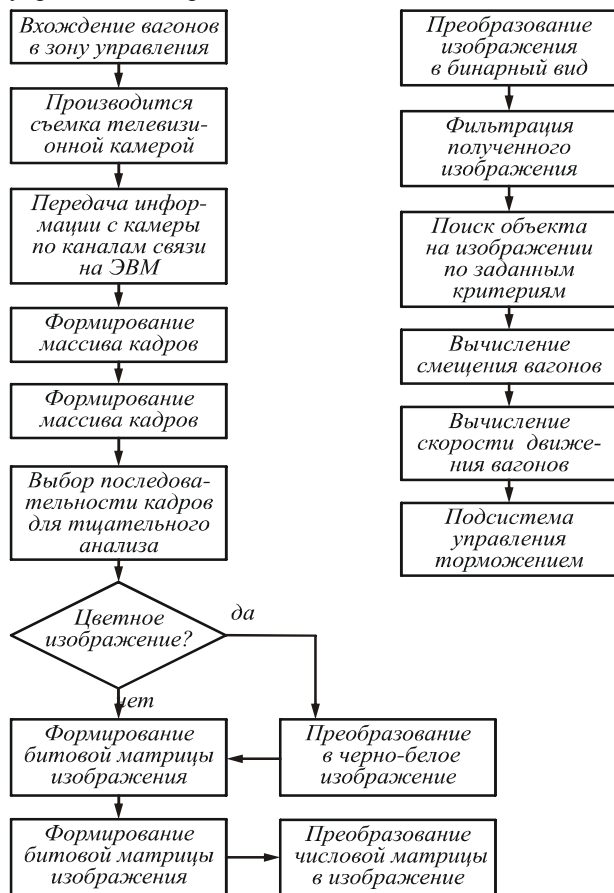 Вхождение вагонов
в зону управления
Производится
съемка телевизи-
онной камерой
Передача инфор-
мации с камеры
по каналам связи
на ЭВМ
Формирование
массива кадров
Формирование
массива кадров
Выбор последова-
тельности кадров
для тщательного
анализа
Цветное
изображение?
да
нет
Формирование
битовой матрицы
изображения
Преобразование
в черно-белое
изображение
Формирование
битовой матрицы
изображения
Преобразование
числовой матрицы
в изображение
Преобразование
изображения
в бинарный вид
Фильтрация
полученного
изображения
Поиск объекта
на изображении
по заданным
критериям
Вычисление
смещения вагонов
Вычисление
скорости движе-
ния вагонов
Подсистема
управления
торможением